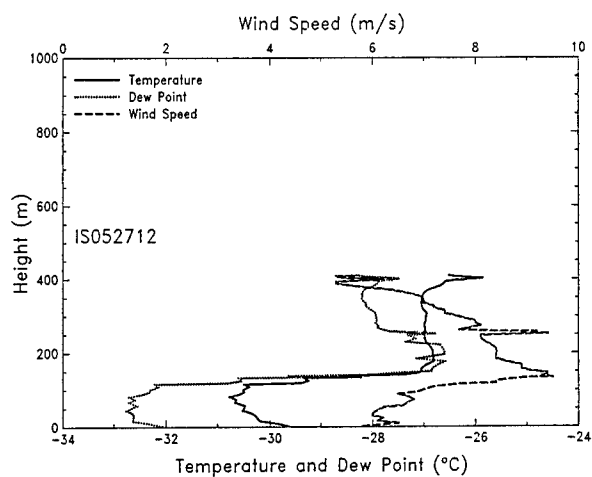 Wind Speed (m/s)
0 2 4 6 8 10
1000
Temperature
Dew Point
Wind Speed
800
600
IS052712
Height (m)
400
200
0
-34 -32 -30 -28 -26 -24
Temperature and Dew Point (°C)